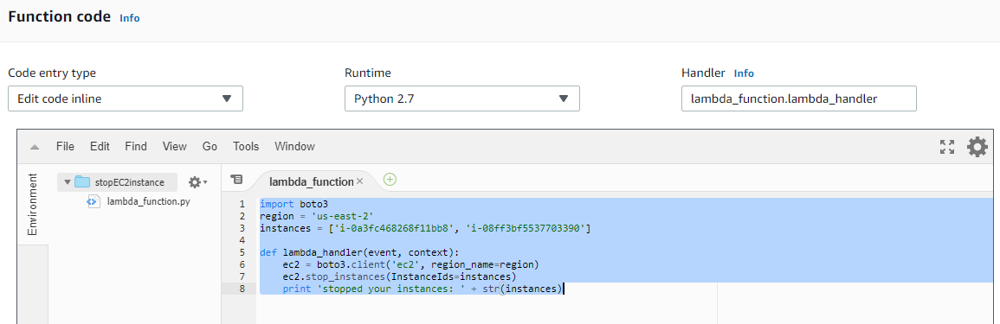 Function code Info
Code entry type Runtime Handler Info
Edit code inline Python 2.7 lambda_function.lambda_handler
File Edit Find View Go Tools Window
Environment
stopEC2instance
lambda_function.py
lambda_function
1 import boto3
2 region = 'us-east-2'
3 instances = ['i-0a3fc468268f11bb8', 'i-08ff3bf5537703390']
4
5 def lambda_handler(event, context):
6 ec2 = boto3.client('ec2', region_name=region)
7 ec2.stop_instances(InstanceIds=instances)
8 print 'stopped your instances: ' + str(instances)